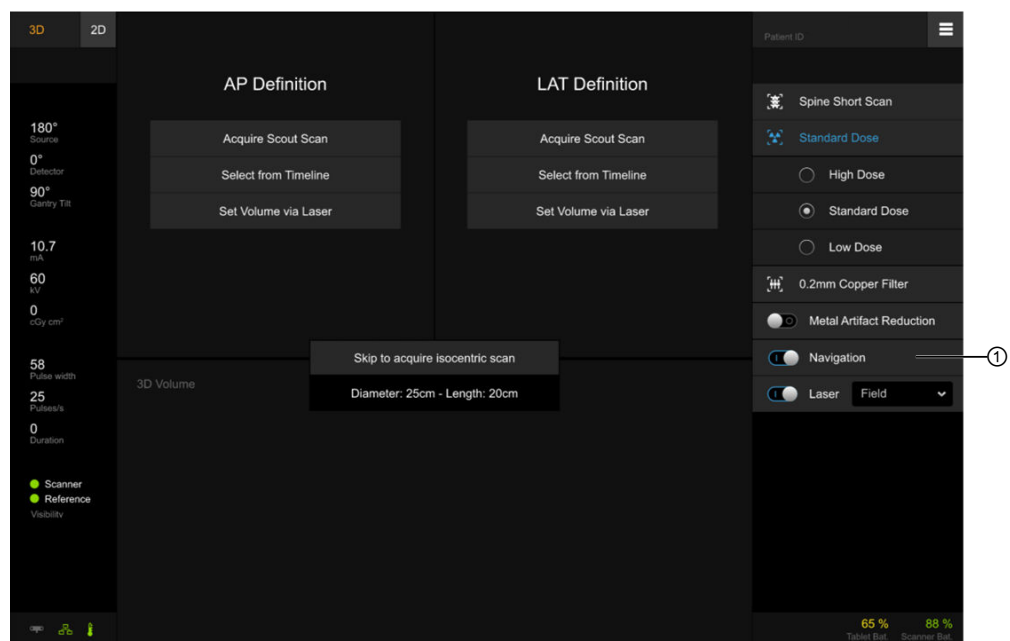 3D
2D
Patient ID
AP Definition
Acquire Scout Scan
Select from Timeline
Set Volume via Laser
LAT Definition
Acquire Scout Scan
Select from Timeline
Set Volume via Laser
180°
Source
0°
Detector
90°
Gantry Tilt
10.7
mA
60
kV
0
cGy cm²
58
Pulse width
25
Pulses/s
0
Duration
Scanner
Reference
Visibility
Skip to acquire isocentric scan
Diameter: 25cm - Length: 20cm
3D Volume
Spine Short Scan
Standard Dose
High Dose
Standard Dose
Low Dose
0.2mm Copper Filter
Metal Artifact Reduction
Navigation
1
Laser Field
65 %
Tablet Bat.
88 %
Scanner Bat.